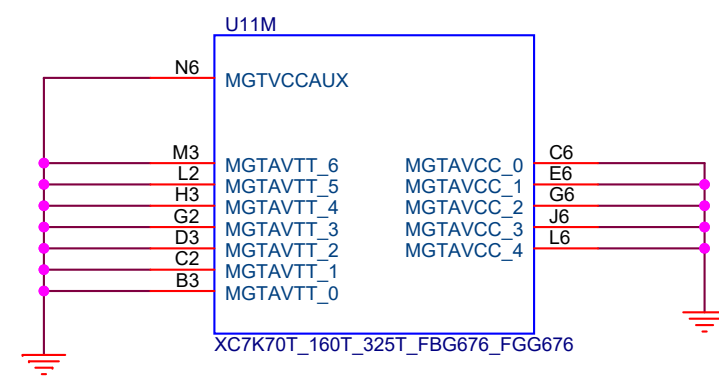 U11M
N6 MGTVCCAUX
M3 MGTAVTT_6 MGTAVCC_0 C6
L2 MGTAVTT_5 MGTAVCC_1 E6
H3 MGTAVTT_4 MGTAVCC_2 G6
G2 MGTAVTT_3 MGTAVCC_3 J6
D3 MGTAVTT_2 MGTAVCC_4 L6
C2 MGTAVTT_1
B3 MGTAVTT_0
XC7K70T_160T_325T_FBG676_FGG676